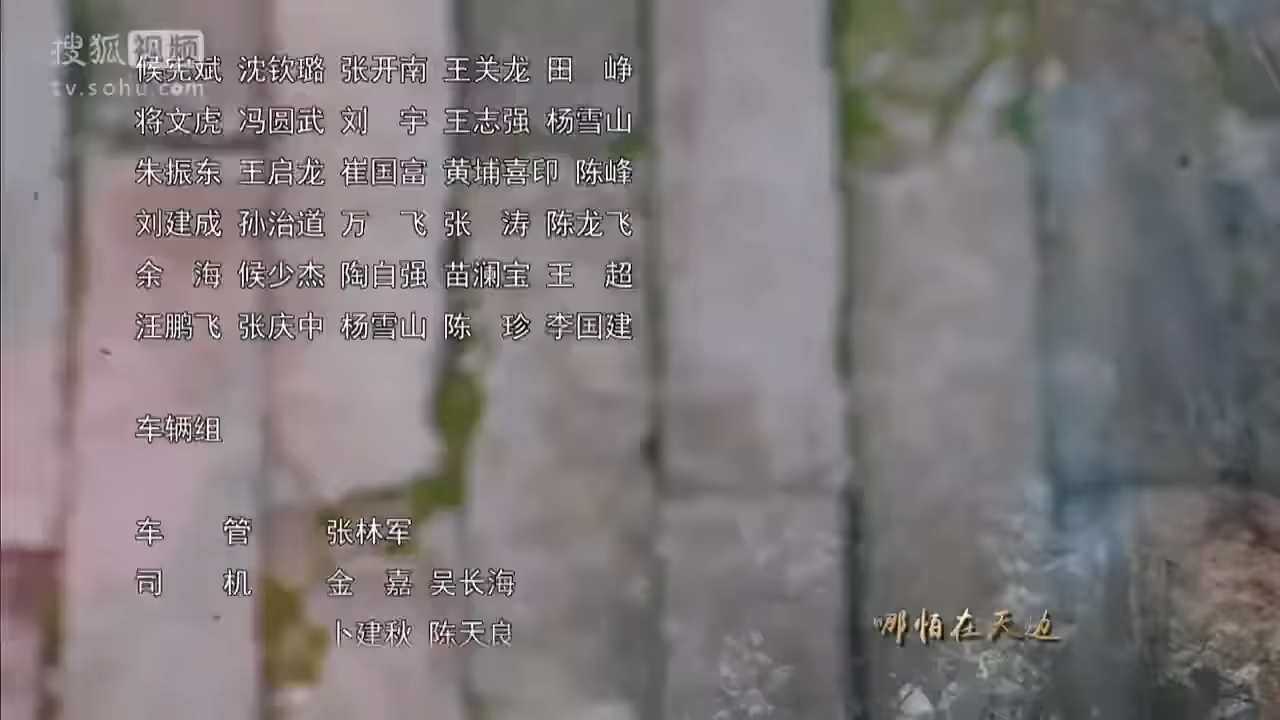 搜狐视频
tv.sohu.com
候宪斌 沈钦璐 张开南 王关龙 田 峥
将文虎 冯圆武 刘 宇 王志强 杨雪山
朱振东 王启龙 崔国富 黄埔喜印 陈峰
刘建成 孙治道 万 飞 张 涛 陈龙飞
余 海 候少杰 陶自强 苗澜宝 王 超
汪鹏飞 张庆中 杨雪山 陈 珍 李国建
车辆组
车 管 张林军
司 机 金 嘉 吴长海
卜建秋 陈天良
哪怕在天边